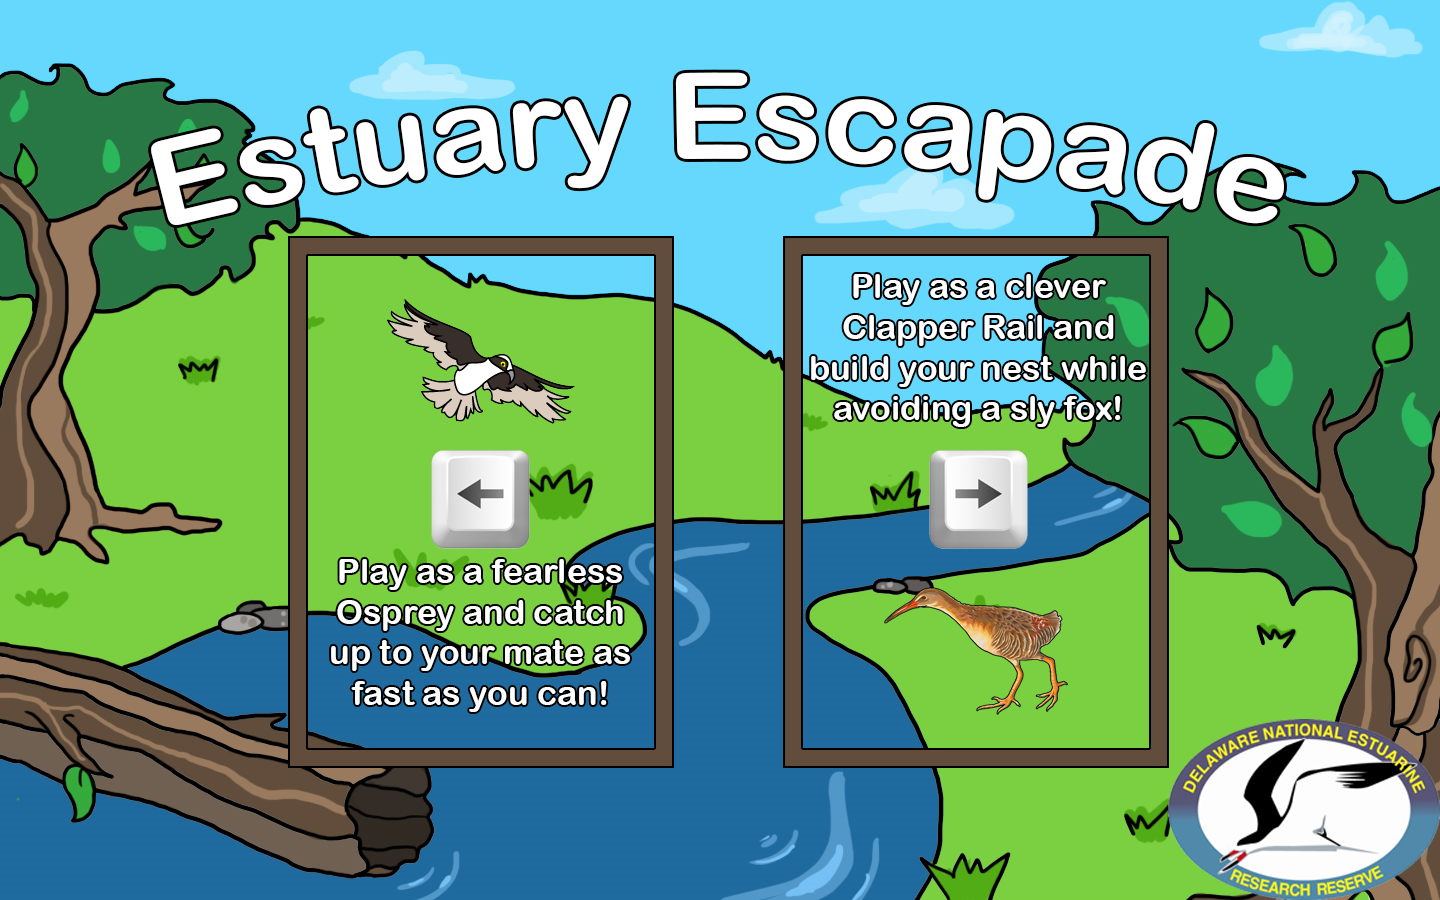 Estuary Escapade
Play as a fearless
Osprey and catch
up to your mate as
fast as you can!
Play as a clever
Clapper Rail and
build your nest while
avoiding a sly fox!
DELAWARE NATIONAL ESTUARINE
RESEARCH RESERVE